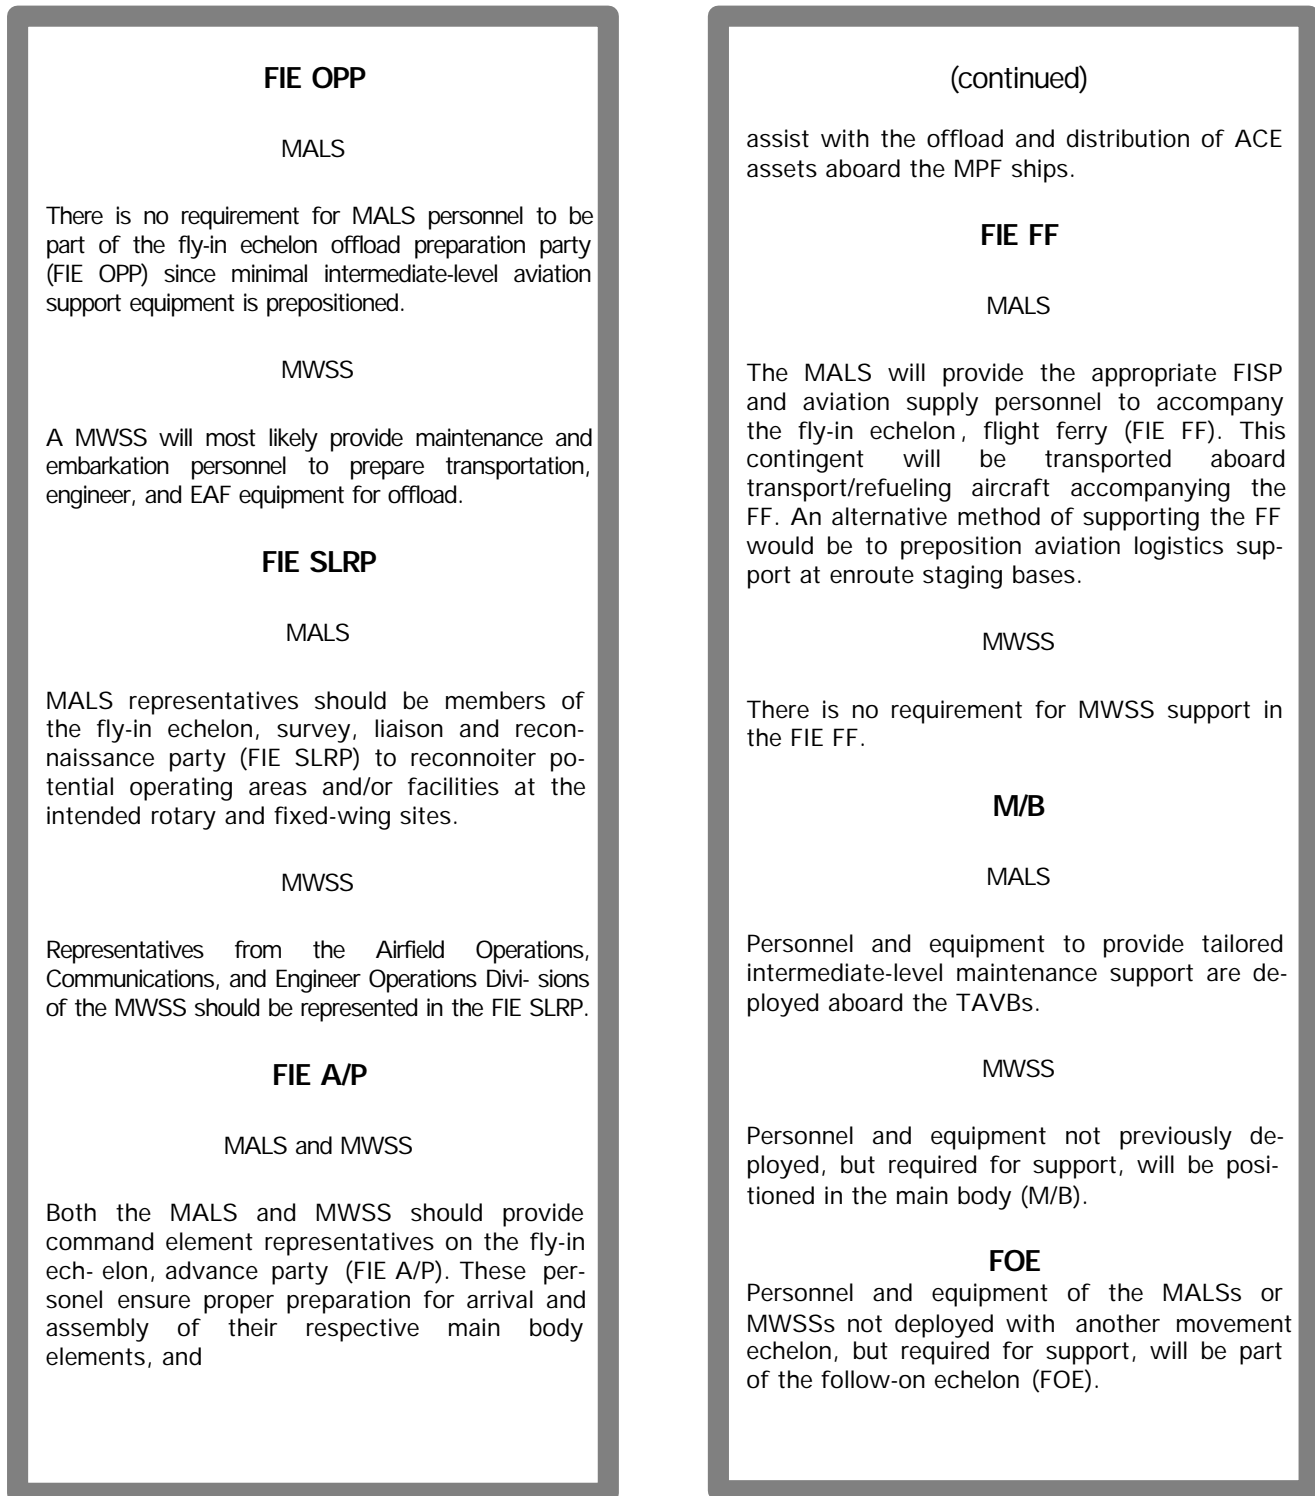 FIE OPP
MALS
There is no requirement for MALS personnel to be
part of the fly-in echelon offload preparation party
(FIE OPP) since minimal intermediate-level aviation
support equipment is prepositioned.
MWSS
A MWSS will most likely provide maintenance and
embarkation personnel to prepare transportation,
engineer, and EAF equipment for offload.
FIE SLRP
MALS
MALS representatives should be members of
the fly-in echelon, survey, liaison and recon-
naissance party (FIE SLRP) to reconnoiter po-
tential operating areas and/or facilities at the
intended rotary and fixed-wing sites.
MWSS
Representatives from the Airfield Operations,
Communications, and Engineer Operations Divi- sions
of the MWSS should be represented in the FIE SLRP.
FIE A/P
MALS and MWSS
Both the MALS and MWSS should provide
command element representatives on the fly-in
ech- elon, advance party (FIE A/P). These per-
sonel ensure proper preparation for arrival and
assembly of their respective main body
elements, and
(continued)
assist with the offload and distribution of ACE
assets aboard the MPF ships.
FIE FF
MALS
The MALS will provide the appropriate FISP
and aviation supply personnel to accompany
the fly-in echelon, flight ferry (FIE FF). This
contingent will be transported aboard
transport/refueling aircraft accompanying the
FF. An alternative method of supporting the FF
would be to preposition aviation logistics sup-
port at enroute staging bases.
MWSS
There is no requirement for MWSS support in
the FIE FF.
M/B
MALS
Personnel and equipment to provide tailored
intermediate-level maintenance support are de-
ployed aboard the TAVBs.
MWSS
Personnel and equipment not previously de-
ployed, but required for support, will be posi-
tioned in the main body (M/B).
FOE
Personnel and equipment of the MALSs or
MWSSs not deployed with another movement
echelon, but required for support, will be part
of the follow-on echelon (FOE).